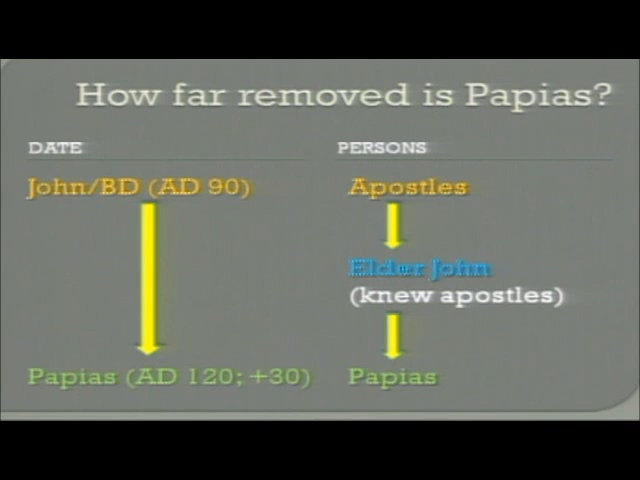 How far removed is Papias?
DATE
PERSONS
John/BD (AD 90)
Apostles
Elder John
(knew apostles)
Papias (AD 120; +30)
Papias